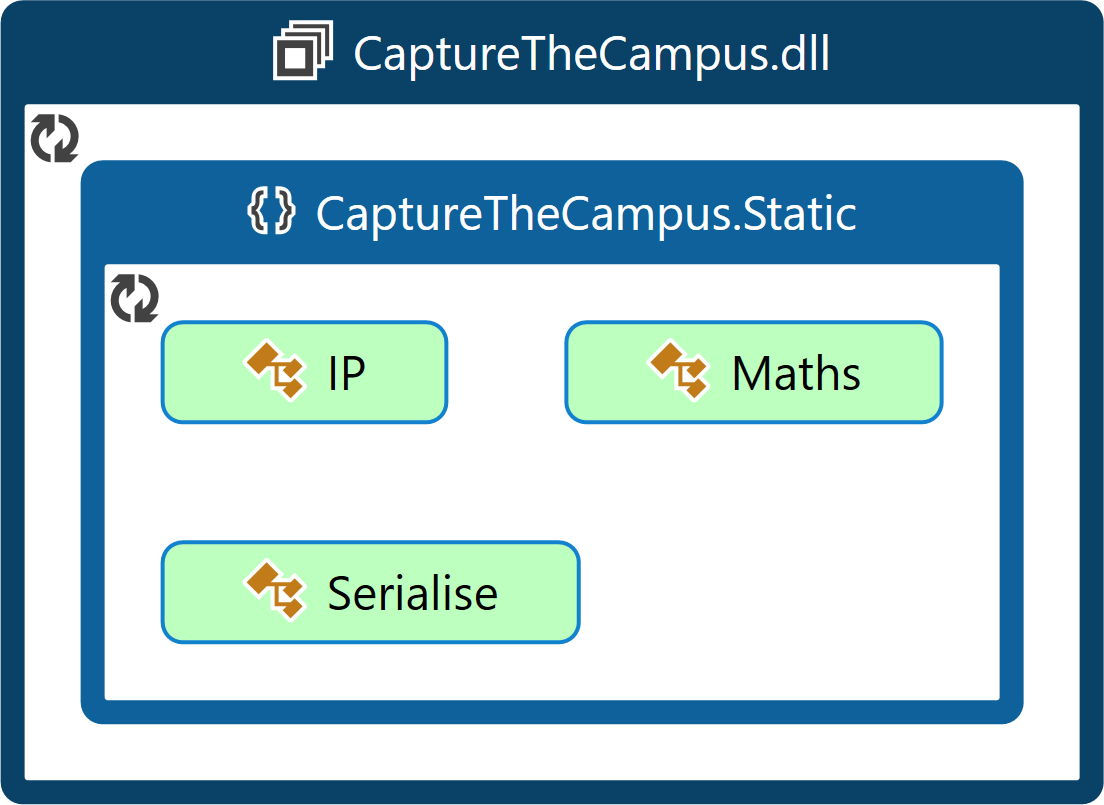 CaptureTheCampus.dll
{} CaptureTheCampus.Static
IP
Maths
Serialise